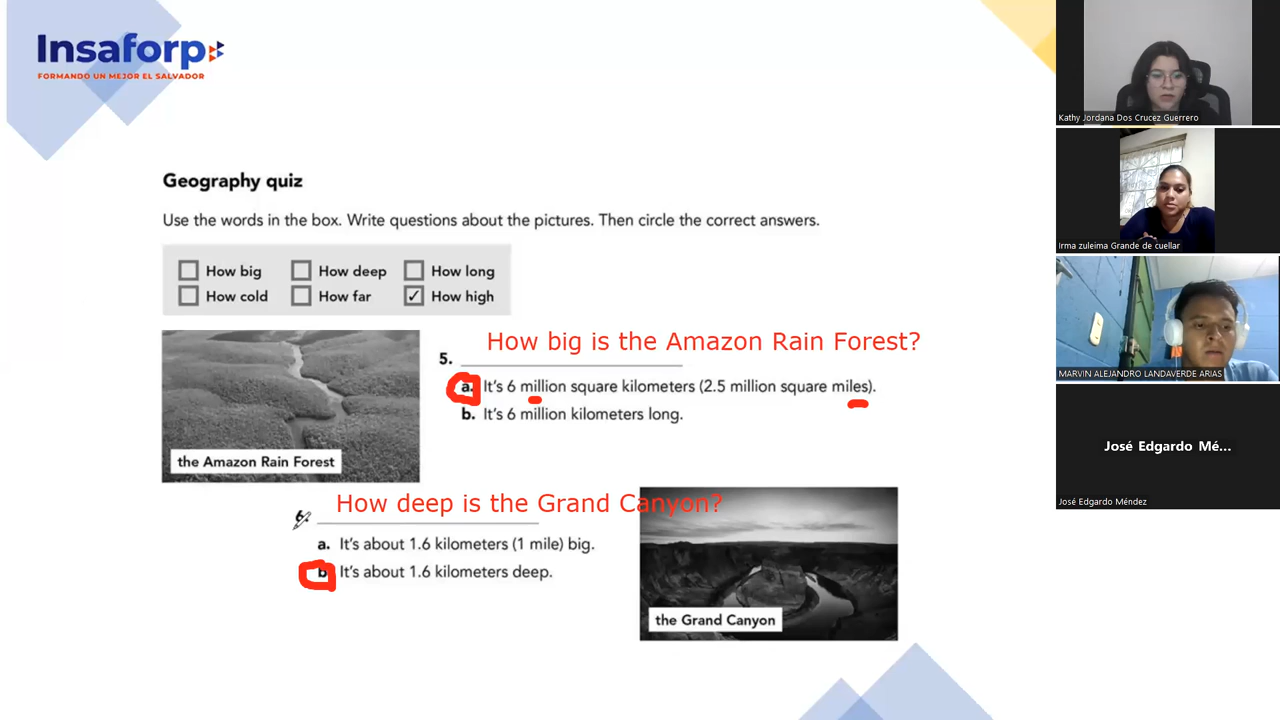 Insaforp
FORMANDO UN MEJOR EL SALVADOR
Geography quiz
Use the words in the box. Write questions about the pictures. Then circle the correct answers.
How big How deep How long
How cold How far ✓ How high
How big is the Amazon Rain Forest?
5.
a. It's 6 million square kilometers (2.5 million square miles).
b. It's 6 million kilometers long.
the Amazon Rain Forest
How deep is the Grand Canyon?
6.
a. It's about 1.6 kilometers (1 mile) big.
b. It's about 1.6 kilometers deep.
the Grand Canyon
Kathy Jordana Dos Crucez Guerrero
Irma zuleima Grande de cuellar
MARVIN ALEJANDRO LANDAVERDE ARIAS
José Edgardo Mé...
José Edgardo Méndez